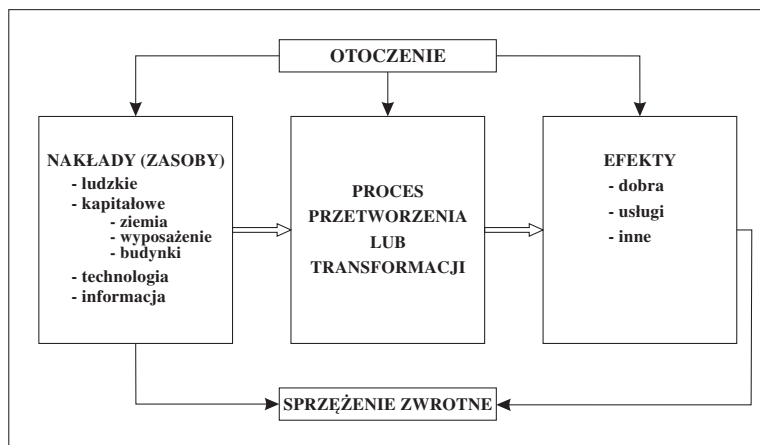 OTOCZENIE
NAKŁADY (ZASOBY)
- ludzkie
- kapitałowe
- ziemia
- wyposażenie
- budynki
- technologia
- informacja
PROCES
PRZETWORZENIA
LUB
TRANSFORMACJI
EFEKTY
- dobra
- usługi
- inne
SPRZĘŻENIE ZWROTNE